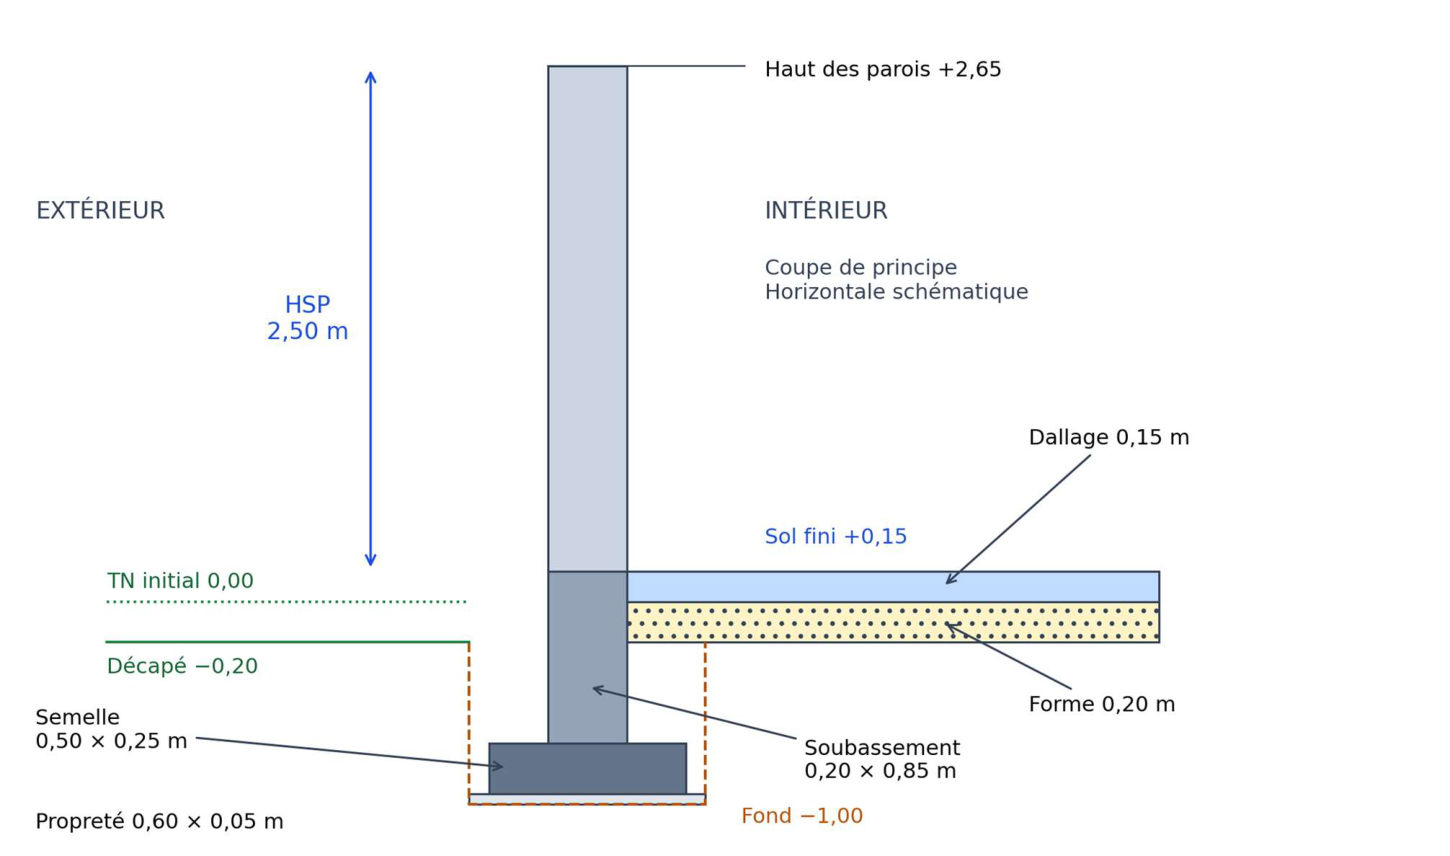 Haut des parois +2,65
EXTÉRIEUR
INTÉRIEUR
Coupe de principe
Horizontale schématique
HSP
2,50 m
Dallage 0,15 m
Sol fini +0,15
TN initial 0,00
Décapé −0,20
Forme 0,20 m
Semelle
0,50 × 0,25 m
Soubassement
0,20 × 0,85 m
Propreté 0,60 × 0,05 m
Fond −1,00